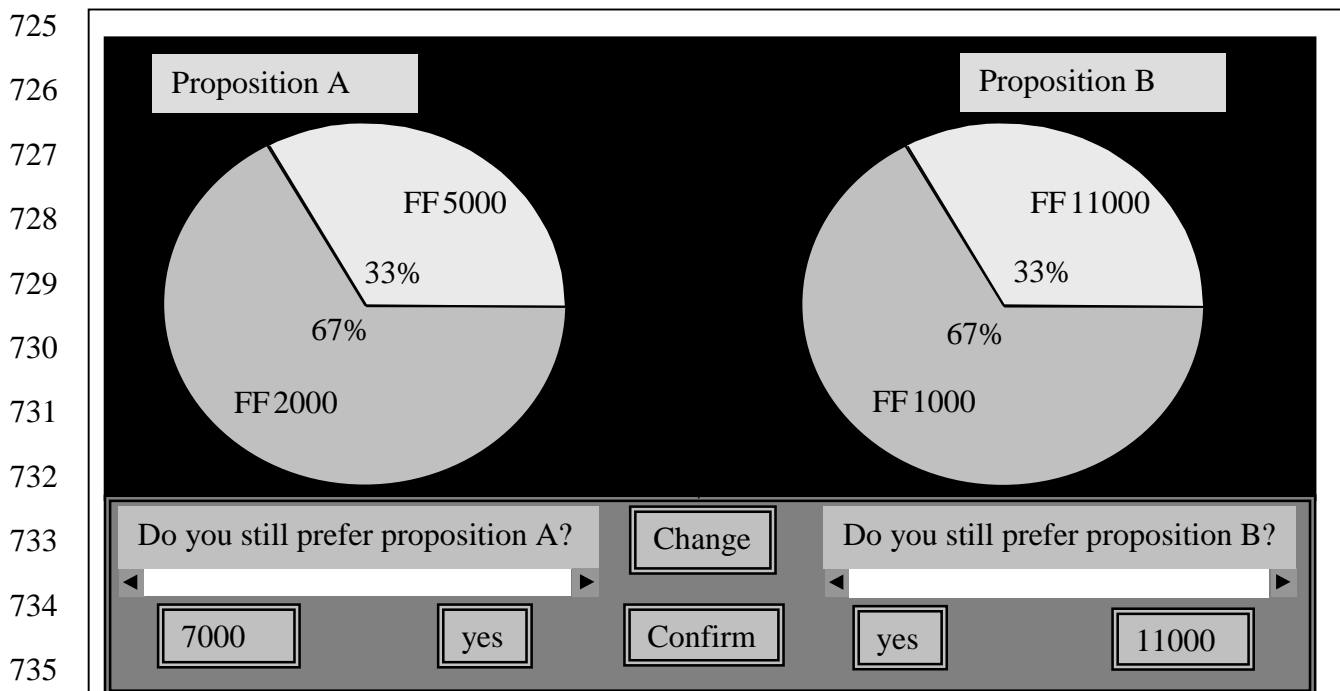 725
726
727
728
729
730
731
732
733
734
735
Proposition A
FF 5000
33%
67%
FF 2000
Proposition B
FF 11000
33%
67%
FF 1000
Do you still prefer proposition A?
7000
yes
Change
Confirm
Do you still prefer proposition B?
yes
11000